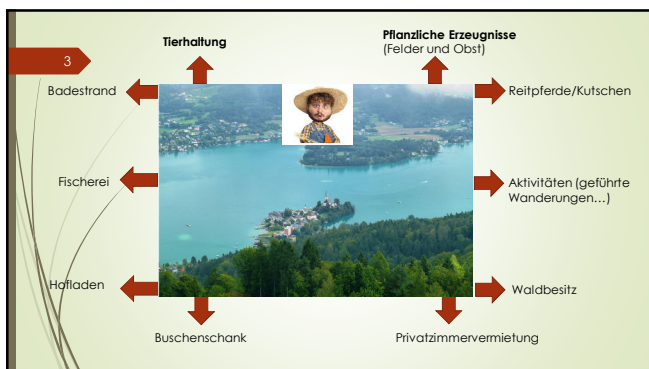 3
Tierhaltung
Pflanzliche Erzeugnisse
(Felder und Obst)
Badestrand
Reitpferde/Kutschen
Fischerei
Aktivitäten (geführte
Wanderungen…)
Hofladen
Waldbesitz
Buschenschank
Privatzimmervermietung